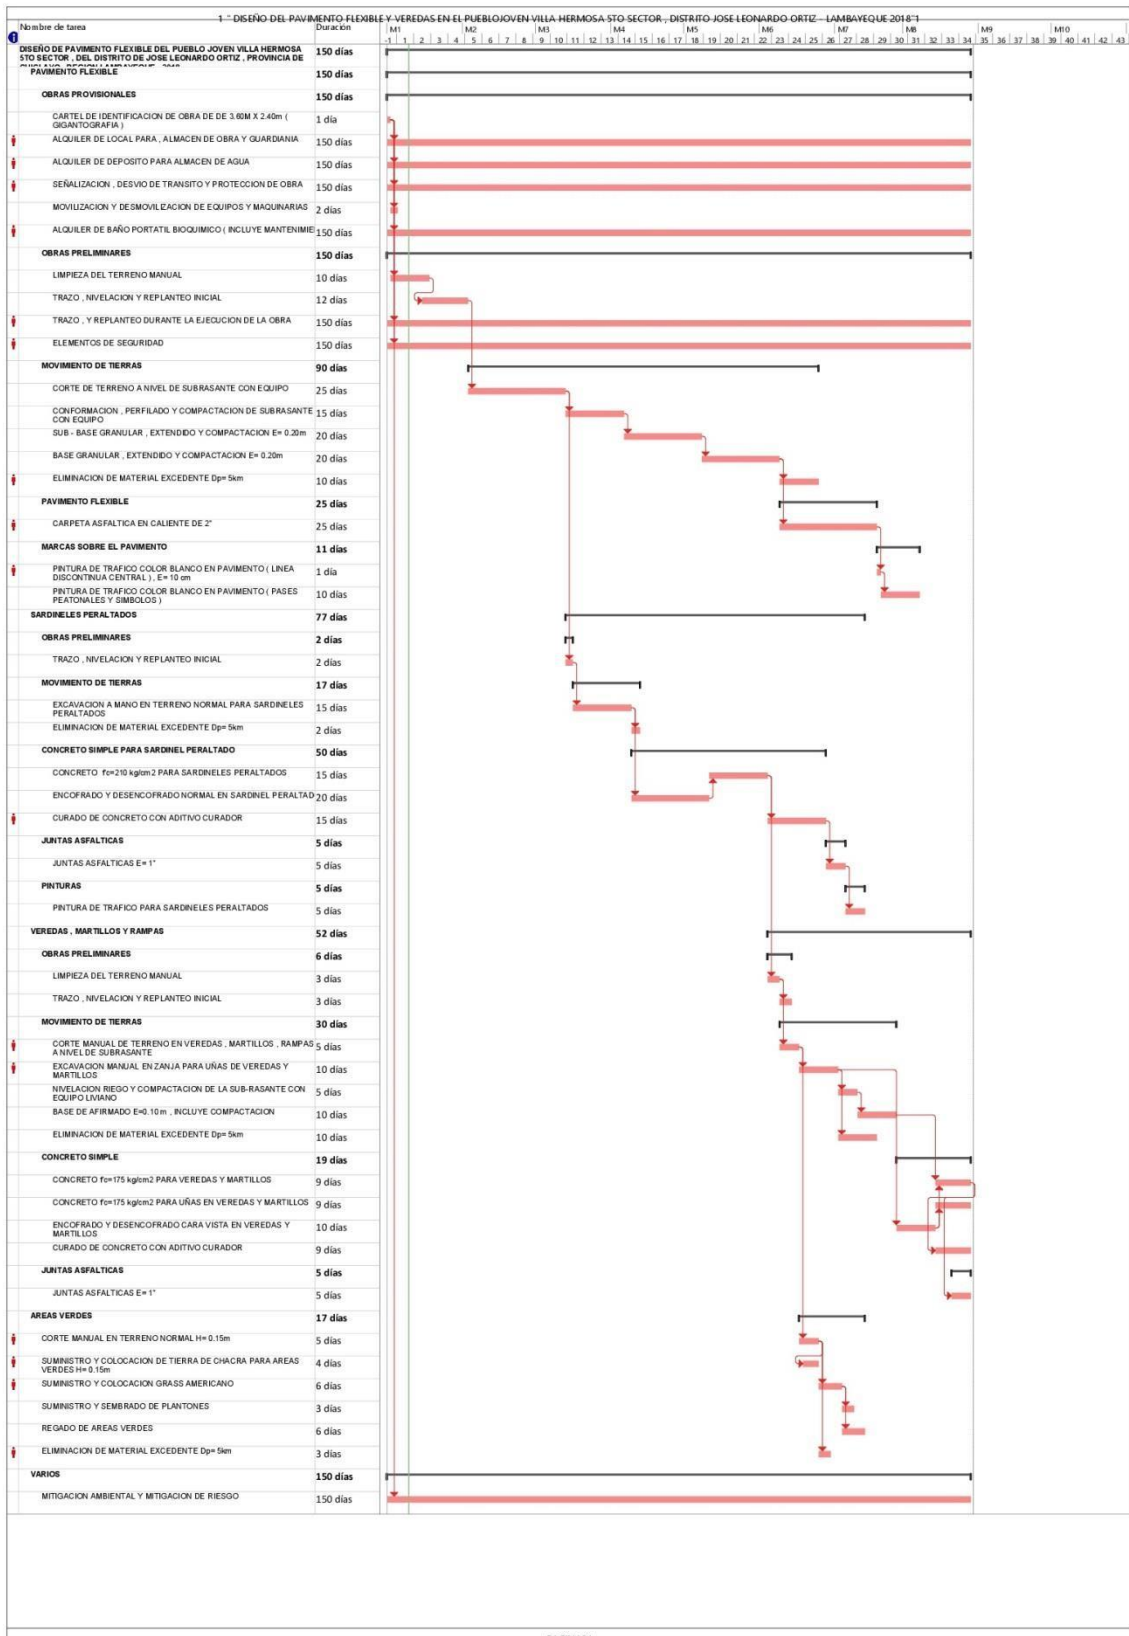 1 " DISEÑO DEL PAVIMENTO FLEXIBLE Y VEREDAS EN EL PUEBLOJOVEN VILLA HERMOSA 5TO SECTOR , DISTRITO JOSE LEONARDO ORTIZ - LAMBAYEQUE 2018"1
Nombre de tarea Duración M1 M2 M3 M4 M5 M6 M7 M8 M9 M10
-1 1 2 3 4 5 6 7 8 9 10 11 12 13 14 15 16 17 18 19 20 21 22 23 24 25 26 27 28 29 30 31 32 33 34 35 36 37 38 39 40 41 42 43
DISEÑO DE PAVIMENTO FLEXIBLE DEL PUEBLO JOVEN VILLA HERMOSA 150 días
5TO SECTOR , DEL DISTRITO DE JOSE LEONARDO ORTIZ , PROVINCIA DE
PAVIMENTO FLEXIBLE 150 días
OBRAS PROVISIONALES 150 días
CARTEL DE IDENTIFICACION DE OBRA DE DE 3.60M X 2.40m ( 1 día
GIGANTOGRAFIA )
ALQUILER DE LOCAL PARA , ALMACEN DE OBRA Y GUARDIANIA 150 días
ALQUILER DE DEPOSITO PARA ALMACEN DE AGUA 150 días
SEÑALIZACION , DESVIO DE TRANSITO Y PROTECCION DE OBRA 150 días
MOVILIZACION Y DESMOVILIZACION DE EQUIPOS Y MAQUINARIAS 2 días
ALQUILER DE BAÑO PORTATIL BIOQUIMICO ( INCLUYE MANTENIMIE 150 días
OBRAS PRELIMINARES 150 días
LIMPIEZA DEL TERRENO MANUAL 10 días
TRAZO , NIVELACION Y REPLANTEO INICIAL 12 días
TRAZO , Y REPLANTEO DURANTE LA EJECUCION DE LA OBRA 150 días
ELEMENTOS DE SEGURIDAD 150 días
MOVIMIENTO DE TIERRAS 90 días
CORTE DE TERRENO A NIVEL DE SUBRASANTE CON EQUIPO 25 días
CONFORMACION , PERFILADO Y COMPACTACION DE SUBRASANTE 15 días
CON EQUIPO
SUB - BASE GRANULAR , EXTENDIDO Y COMPACTACION E= 0.20m 20 días
BASE GRANULAR , EXTENDIDO Y COMPACTACION E= 0.20m 20 días
ELIMINACION DE MATERIAL EXCEDENTE Dp= 5km 10 días
PAVIMENTO FLEXIBLE 25 días
CARPETA ASFALTICA EN CALIENTE DE 2" 25 días
MARCAS SOBRE EL PAVIMENTO 11 días
PINTURA DE TRAFICO COLOR BLANCO EN PAVIMENTO ( LINEA 1 día
DISCONTINUA CENTRAL ) , E= 10 cm
PINTURA DE TRAFICO COLOR BLANCO EN PAVIMENTO ( PASES 10 días
PEATONALES Y SIMBOLOS )
SARDINELES PERALTADOS 77 días
OBRAS PRELIMINARES 2 días
TRAZO , NIVELACION Y REPLANTEO INICIAL 2 días
MOVIMIENTO DE TIERRAS 17 días
EXCAVACION A MANO EN TERRENO NORMAL PARA SARDINELES 15 días
PERALTADOS
ELIMINACION DE MATERIAL EXCEDENTE Dp= 5km 2 días
CONCRETO SIMPLE PARA SARDINEL PERALTADO 50 días
CONCRETO f'c=210 kg/cm2 PARA SARDINELES PERALTADOS 15 días
ENCOFRADO Y DESENCOFRADO NORMAL EN SARDINEL PERALTAD 20 días
CURADO DE CONCRETO CON ADITIVO CURADOR 15 días
JUNTAS ASFALTICAS 5 días
JUNTAS ASFALTICAS E= 1" 5 días
PINTURAS 5 días
PINTURA DE TRAFICO PARA SARDINELES PERALTADOS 5 días
VEREDAS , MARTILLOS Y RAMPAS 52 días
OBRAS PRELIMINARES 6 días
LIMPIEZA DEL TERRENO MANUAL 3 días
TRAZO , NIVELACION Y REPLANTEO INICIAL 3 días
MOVIMIENTO DE TIERRAS 30 días
CORTE MANUAL DE TERRENO EN VEREDAS , MARTILLOS , RAMPAS 5 días
A NIVEL DE SUBRASANTE
EXCAVACION MANUAL EN ZANJA PARA UÑAS DE VEREDAS Y 10 días
MARTILLOS
NIVELACION RIEGO Y COMPACTACION DE LA SUB-RASANTE CON 5 días
EQUIPO LIVIANO
BASE DE AFIRMADO E=0.10 m , INCLUYE COMPACTACION 10 días
ELIMINACION DE MATERIAL EXCEDENTE Dp= 5km 10 días
CONCRETO SIMPLE 19 días
CONCRETO f'c=175 kg/cm2 PARA VEREDAS Y MARTILLOS 9 días
CONCRETO f'c=175 kg/cm2 PARA UÑAS EN VEREDAS Y MARTILLOS 9 días
ENCOFRADO Y DESENCOFRADO CARA VISTA EN VEREDAS Y 10 días
MARTILLOS
CURADO DE CONCRETO CON ADITIVO CURADOR 9 días
JUNTAS ASFALTICAS 5 días
JUNTAS ASFALTICAS E= 1" 5 días
AREAS VERDES 17 días
CORTE MANUAL EN TERRENO NORMAL H= 0.15m 5 días
SUMINISTRO Y COLOCACION DE TIERRA DE CHACRA PARA AREAS 4 días
VERDES H= 0.15m
SUMINISTRO Y COLOCACION GRASS AMERICANO 6 días
SUMINISTRO Y SEMBRADO DE PLANTONES 3 días
REGADO DE AREAS VERDES 6 días
ELIMINACION DE MATERIAL EXCEDENTE Dp= 5km 3 días
VARIOS 150 días
MITIGACION AMBIENTAL Y MITIGACION DE RIESGO 150 días